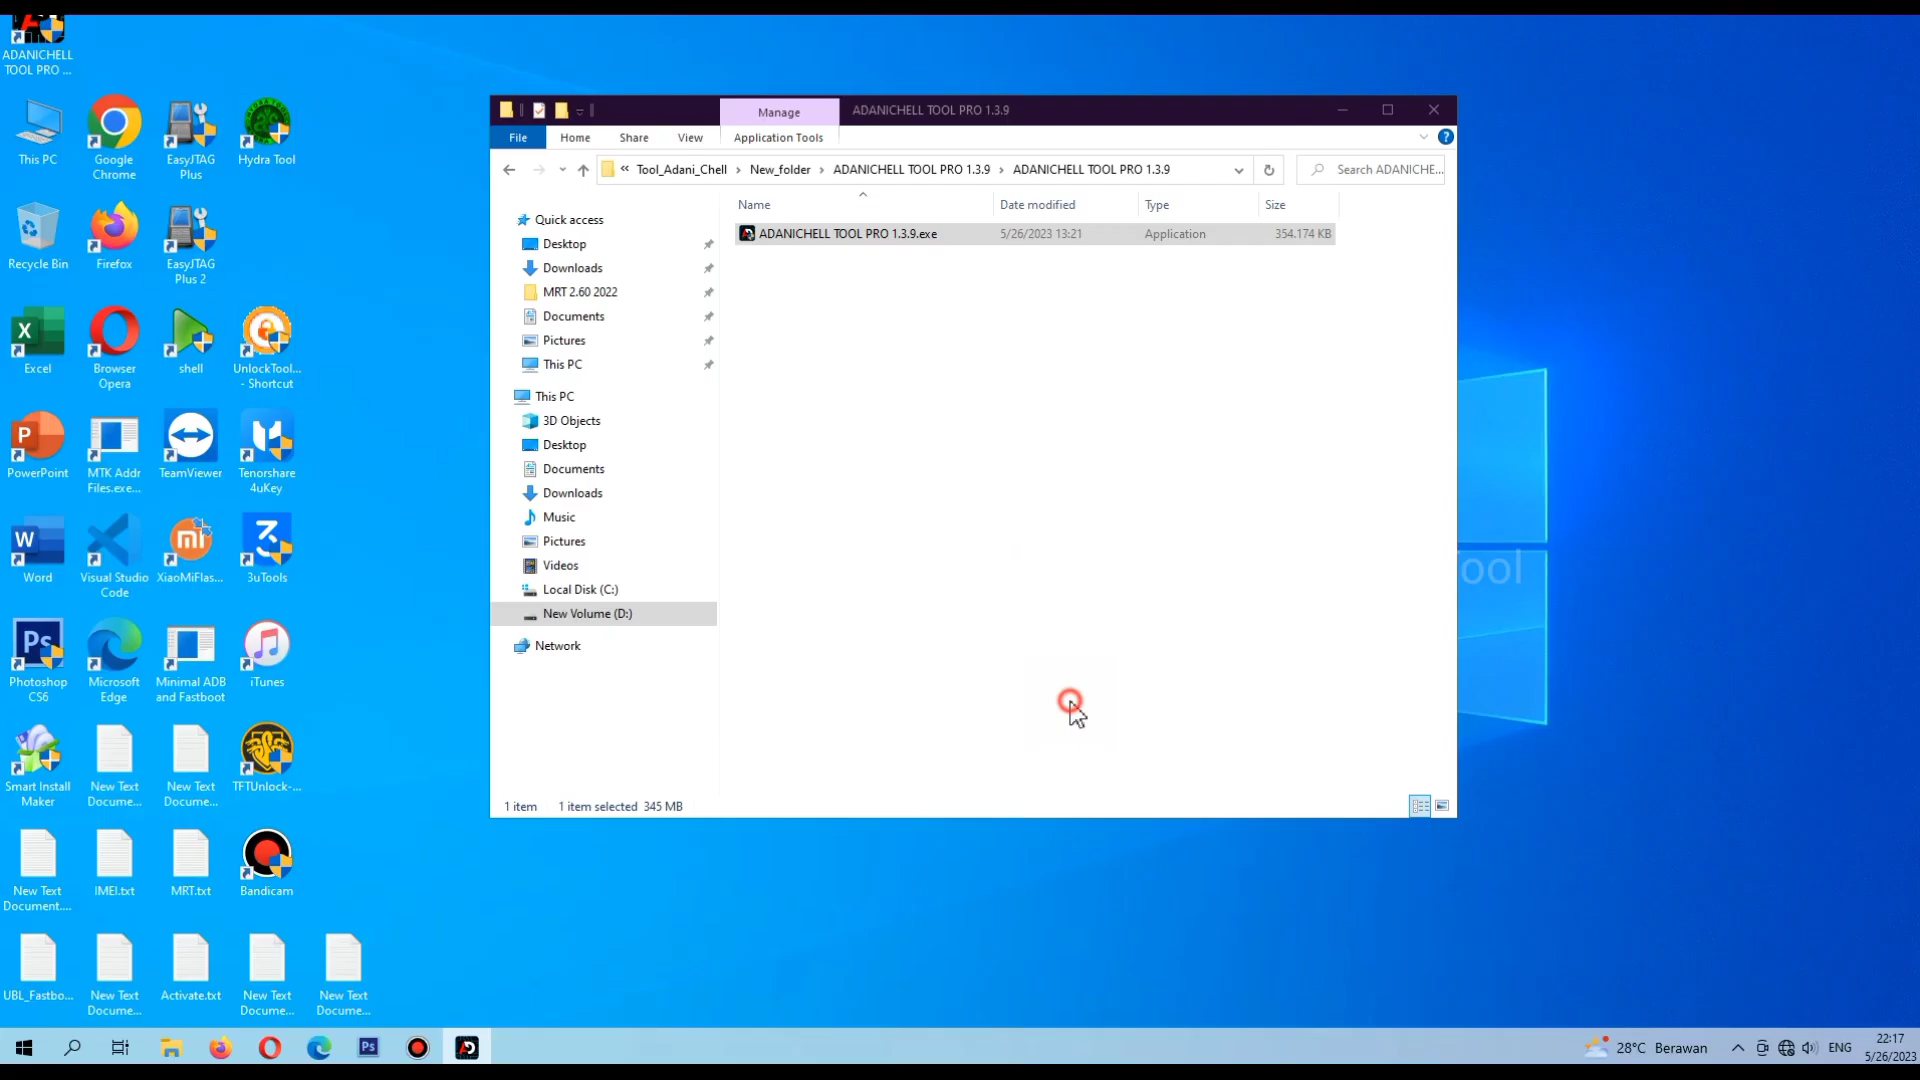 ADANICHELL
TOOL PRO ...
This PC
Google
Chrome
EasyJTAG
Plus
Hydra Tool
Recycle Bin
Firefox
EasyJTAG
Plus 2
Excel
Browser
Opera
shell
UnlockTool...
- Shortcut
PowerPoint
MTK Addr
Files.exe...
TeamViewer
Tenorshare
4uKey
Word
Visual Studio
Code
XiaoMiFlas...
3uTools
Photoshop
CS6
Microsoft
Edge
Minimal ADB
and Fastboot
iTunes
Smart Install
Maker
New Text
Docume...
New Text
Docume...
TFTUnlock-...
New Text
Document....
IMEI.txt
MRT.txt
Bandicam
UBL_Fastbo...
New Text
Docume...
Activate.txt
New Text
Docume...
New Text
Docume...
Manage
ADANICHELL TOOL PRO 1.3.9
File
Home
Share
View
Application Tools
« Tool_Adani_Chell › New_folder › ADANICHELL TOOL PRO 1.3.9 › ADANICHELL TOOL PRO 1.3.9
Search ADANICHE...
Name
Date modified
Type
Size
ADANICHELL TOOL PRO 1.3.9.exe
5/26/2023 13:21
Application
354.174 KB
Quick access
Desktop
Downloads
MRT 2.60 2022
Documents
Pictures
This PC
This PC
3D Objects
Desktop
Documents
Downloads
Music
Pictures
Videos
Local Disk (C:)
New Volume (D:)
Network
1 item
1 item selected 345 MB
ool
28°C Berawan
ENG
22:17
5/26/2023